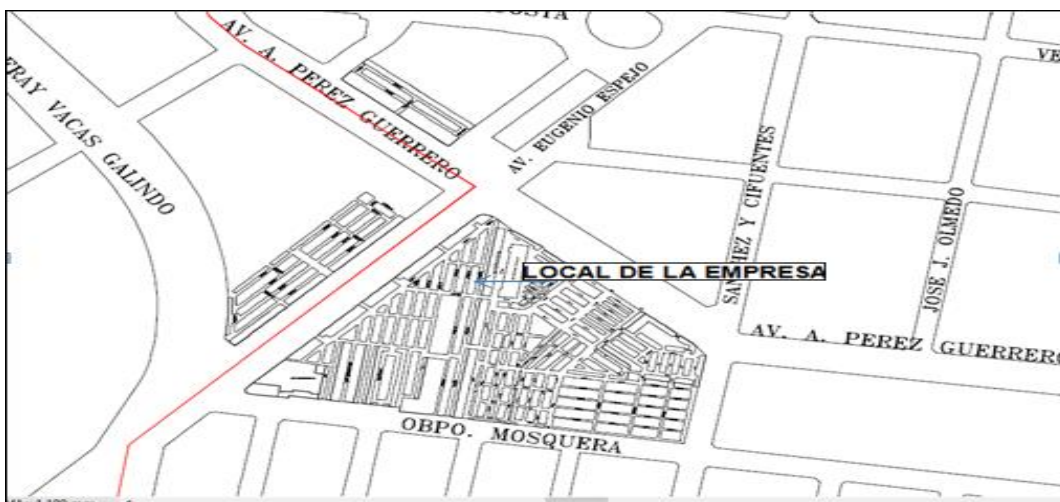 AV. A. PEREZ GUERRERO
FRAY VACAS GALINDO
AV. EUGENIO ESPEJO
SANCHEZ Y CIFUENTES
JOSE J. OLMEDO
LOCAL DE LA EMPRESA
AV. A. PEREZ GUERRERO
OBPO. MOSQUERA